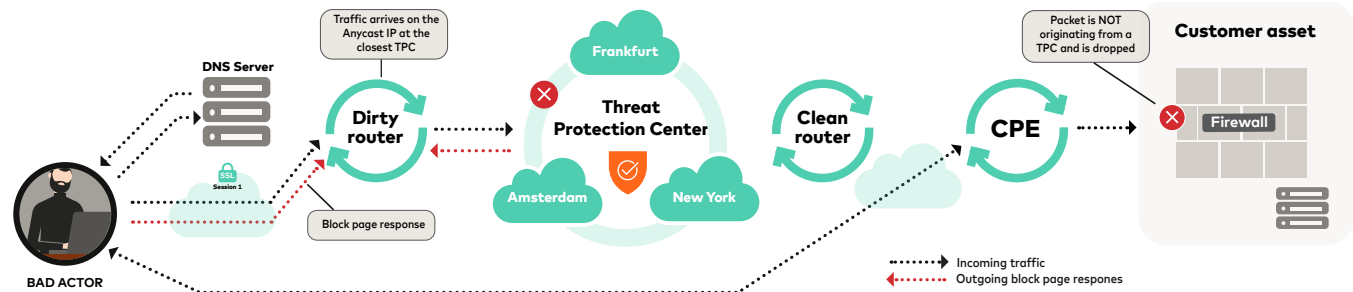 Traffic arrives on the
Anycast IP at the
closest TPC
DNS Server
SSL
Session 1
BAD ACTOR
Dirty
router
Block page response
Frankfurt
Threat
Protection Center
Amsterdam
New York
Clean
router
CPE
Packet is NOT
originating from a
TPC and is dropped
Customer asset
Firewall
Incoming traffic
Outgoing block page respones